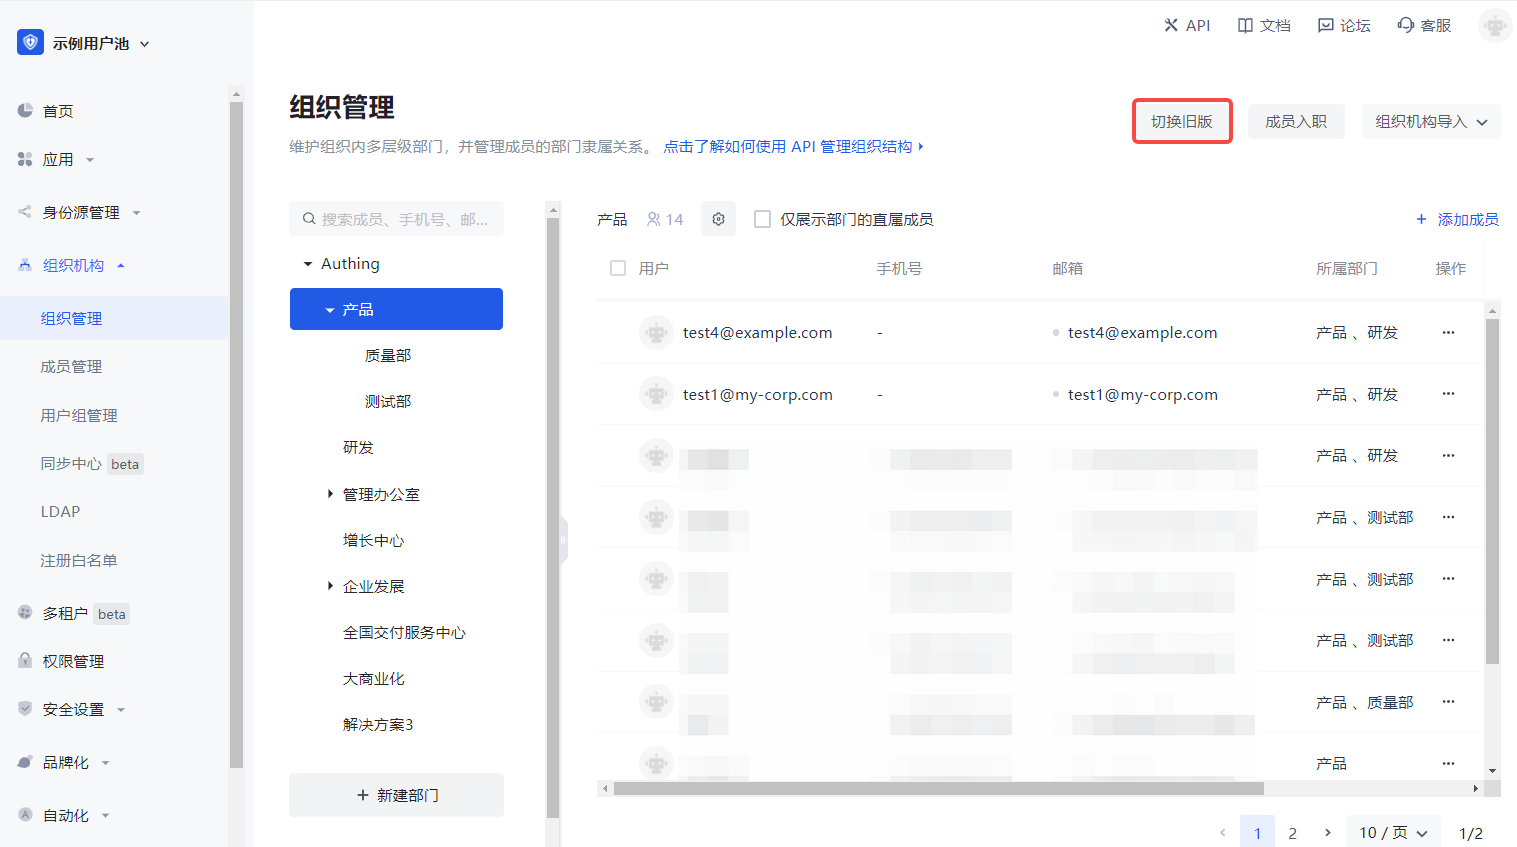 示例用户池
API
文档
论坛
客服
首页
应用
身份源管理
组织机构
组织管理
成员管理
用户组管理
同步中心 beta
LDAP
注册白名单
多租户 beta
权限管理
安全设置
品牌化
自动化
组织管理
维护组织内多层级部门，并管理成员的部门隶属关系。 点击了解如何使用 API 管理组织结构
切换旧版
成员入职
组织机构导入
搜索成员、手机号、邮...
Authing
产品
质量部
测试部
研发
管理办公室
增长中心
企业发展
全国交付服务中心
大商业化
解决方案3
+ 新建部门
产品 14 仅展示部门的直属成员
+ 添加成员
用户 手机号 邮箱 所属部门 操作
test4@example.com - test4@example.com 产品 、研发 ···
test1@my-corp.com - test1@my-corp.com 产品 、研发 ···
产品 、研发 ···
产品 、测试部 ···
产品 、测试部 ···
产品 、测试部 ···
产品 、质量部 ···
产品 ···
1 2 10 / 页 1/2